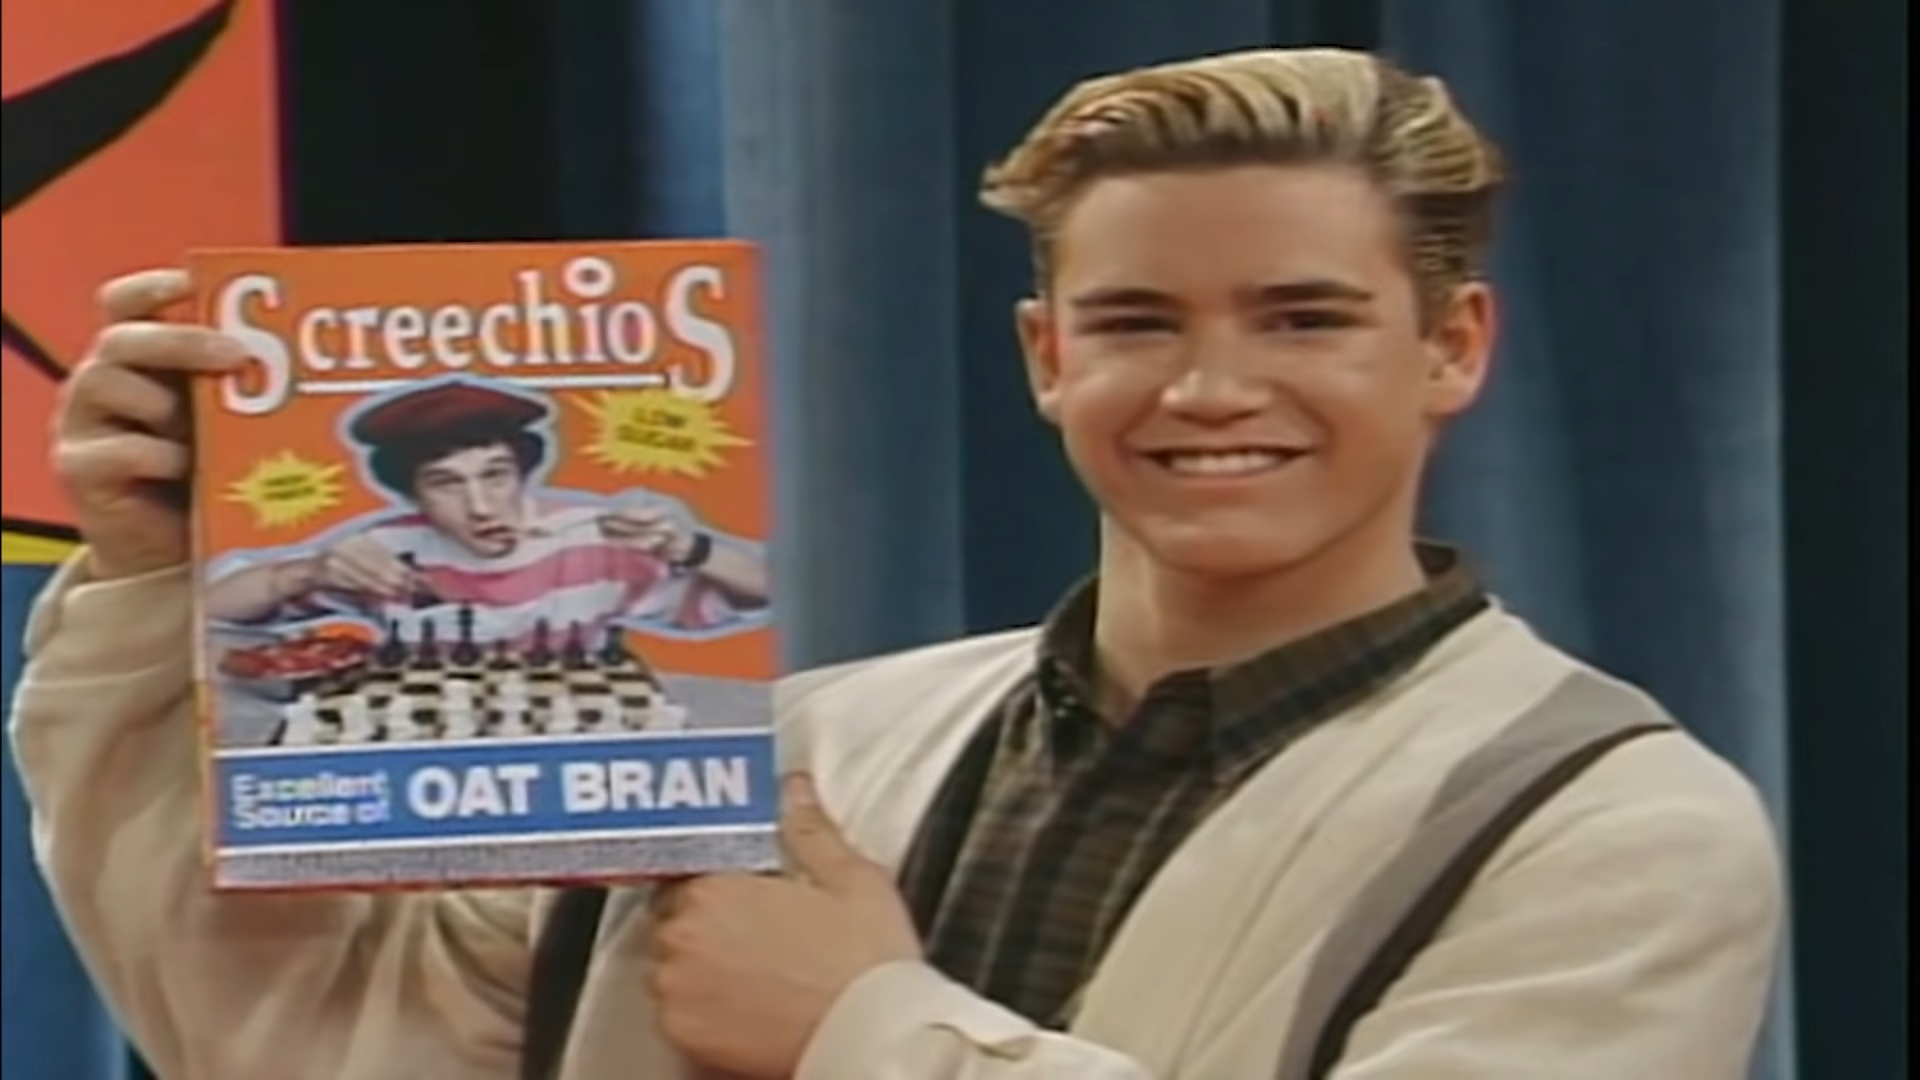 ScreechioS
LOW
SUGAR
Excellent
Source of
OAT BRAN